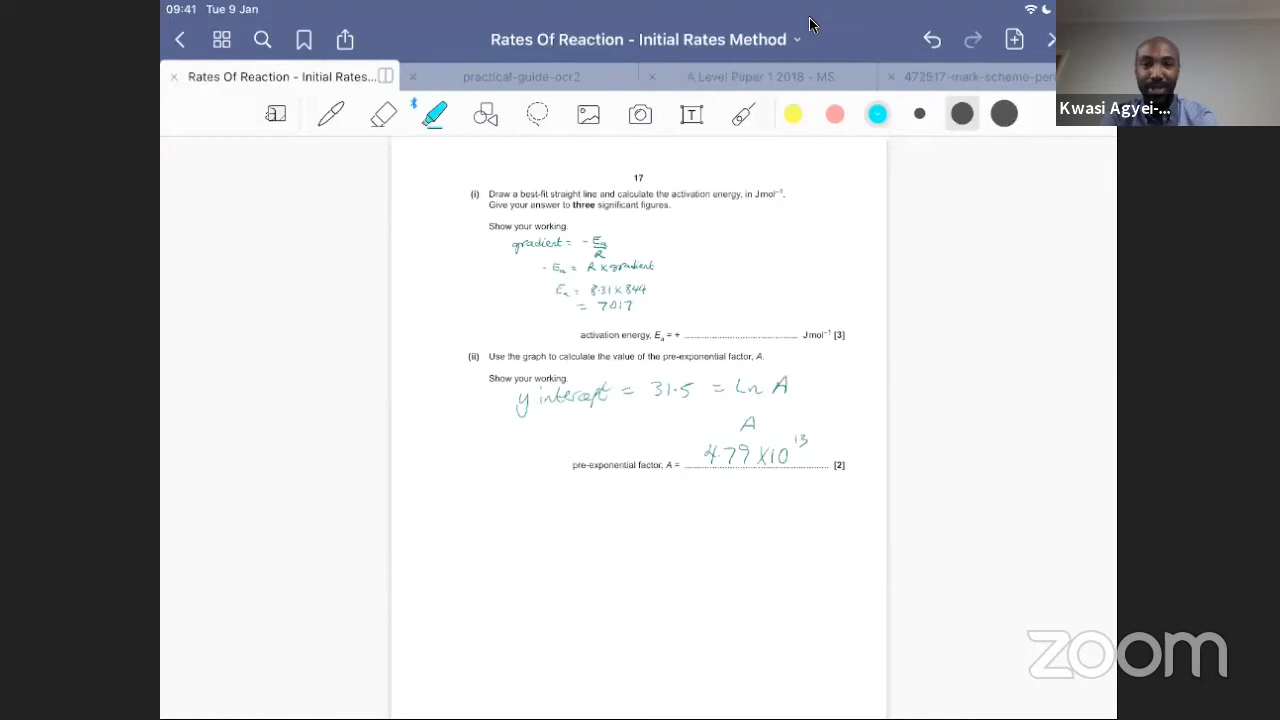 09:41 Tue 9 Jan
Rates Of Reaction - Initial Rates Method
Rates Of Reaction - Initial Rates...
practical-guide-ocr2
A Level Paper 1 2018 - MS
472517-mark-scheme-peri
Kwasi Agyei-...
17
(i) Draw a best-fit straight line and calculate the activation energy, in J mol⁻¹.
Give your answer to three significant figures.
Show your working.
gradient = - Ea/R
- Ea = R x gradient
Ea = 8.31 x 844
= 7017
activation energy, Ea = + ........................................ J mol⁻¹ [3]
(ii) Use the graph to calculate the value of the pre-exponential factor, A.
Show your working.
y intercept = 31.5 = Ln A
A
4.79 X10¹³
pre-exponential factor, A = ........................................ [2]
zoom